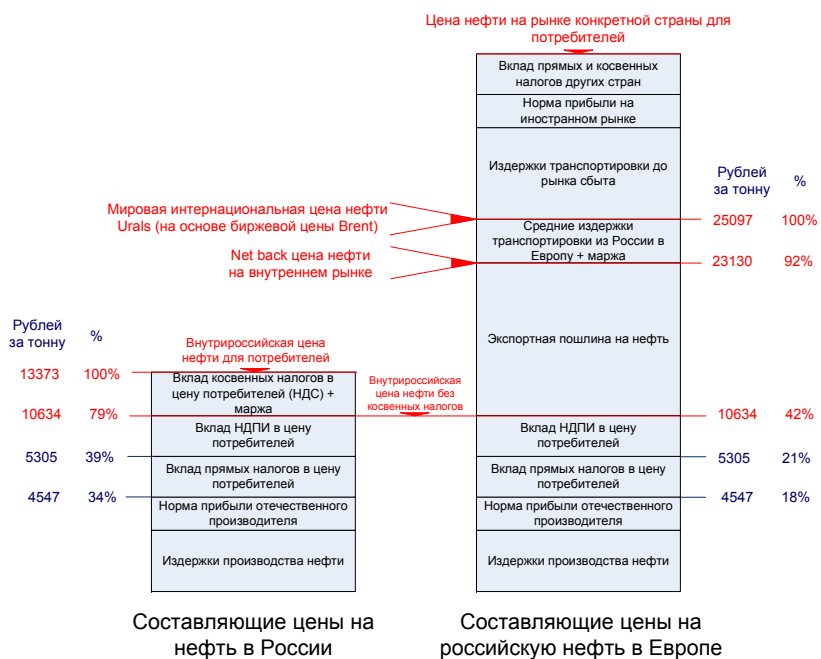 Цена нефти на рынке конкретной страны для
потребителей
Вклад прямых и косвенных
налогов других стран
Норма прибыли на
иностранном рынке
Издержки транспортировки до
рынка сбыта
Рублей
за тонну
%
Мировая интернациональная цена нефти
Urals (на основе биржевой цены Brent)
25097 100%
Средние издержки
транспортировки из России в
Европу + маржа
Net back цена нефти
на внутреннем рынке
23130 92%
Экспортная пошлина на нефть
Рублей
за тонну
%
Внутрироссийская цена
нефти для потребителей
13373 100%
Вклад косвенных налогов в
цену потребителей (НДС) +
маржа
Внутрироссийская
цена нефти без
косвенных налогов
10634 79%
10634 42%
Вклад НДПИ в цену
потребителей
Вклад НДПИ в цену
потребителей
5305 39%
5305 21%
Вклад прямых налогов в цену
потребителей
Вклад прямых налогов в цену
потребителей
4547 34%
4547 18%
Норма прибыли отечественного
производителя
Норма прибыли отечественного
производителя
Издержки производства нефти
Издержки производства нефти
Составляющие цены на
нефть в России
Составляющие цены на
российскую нефть в Европе